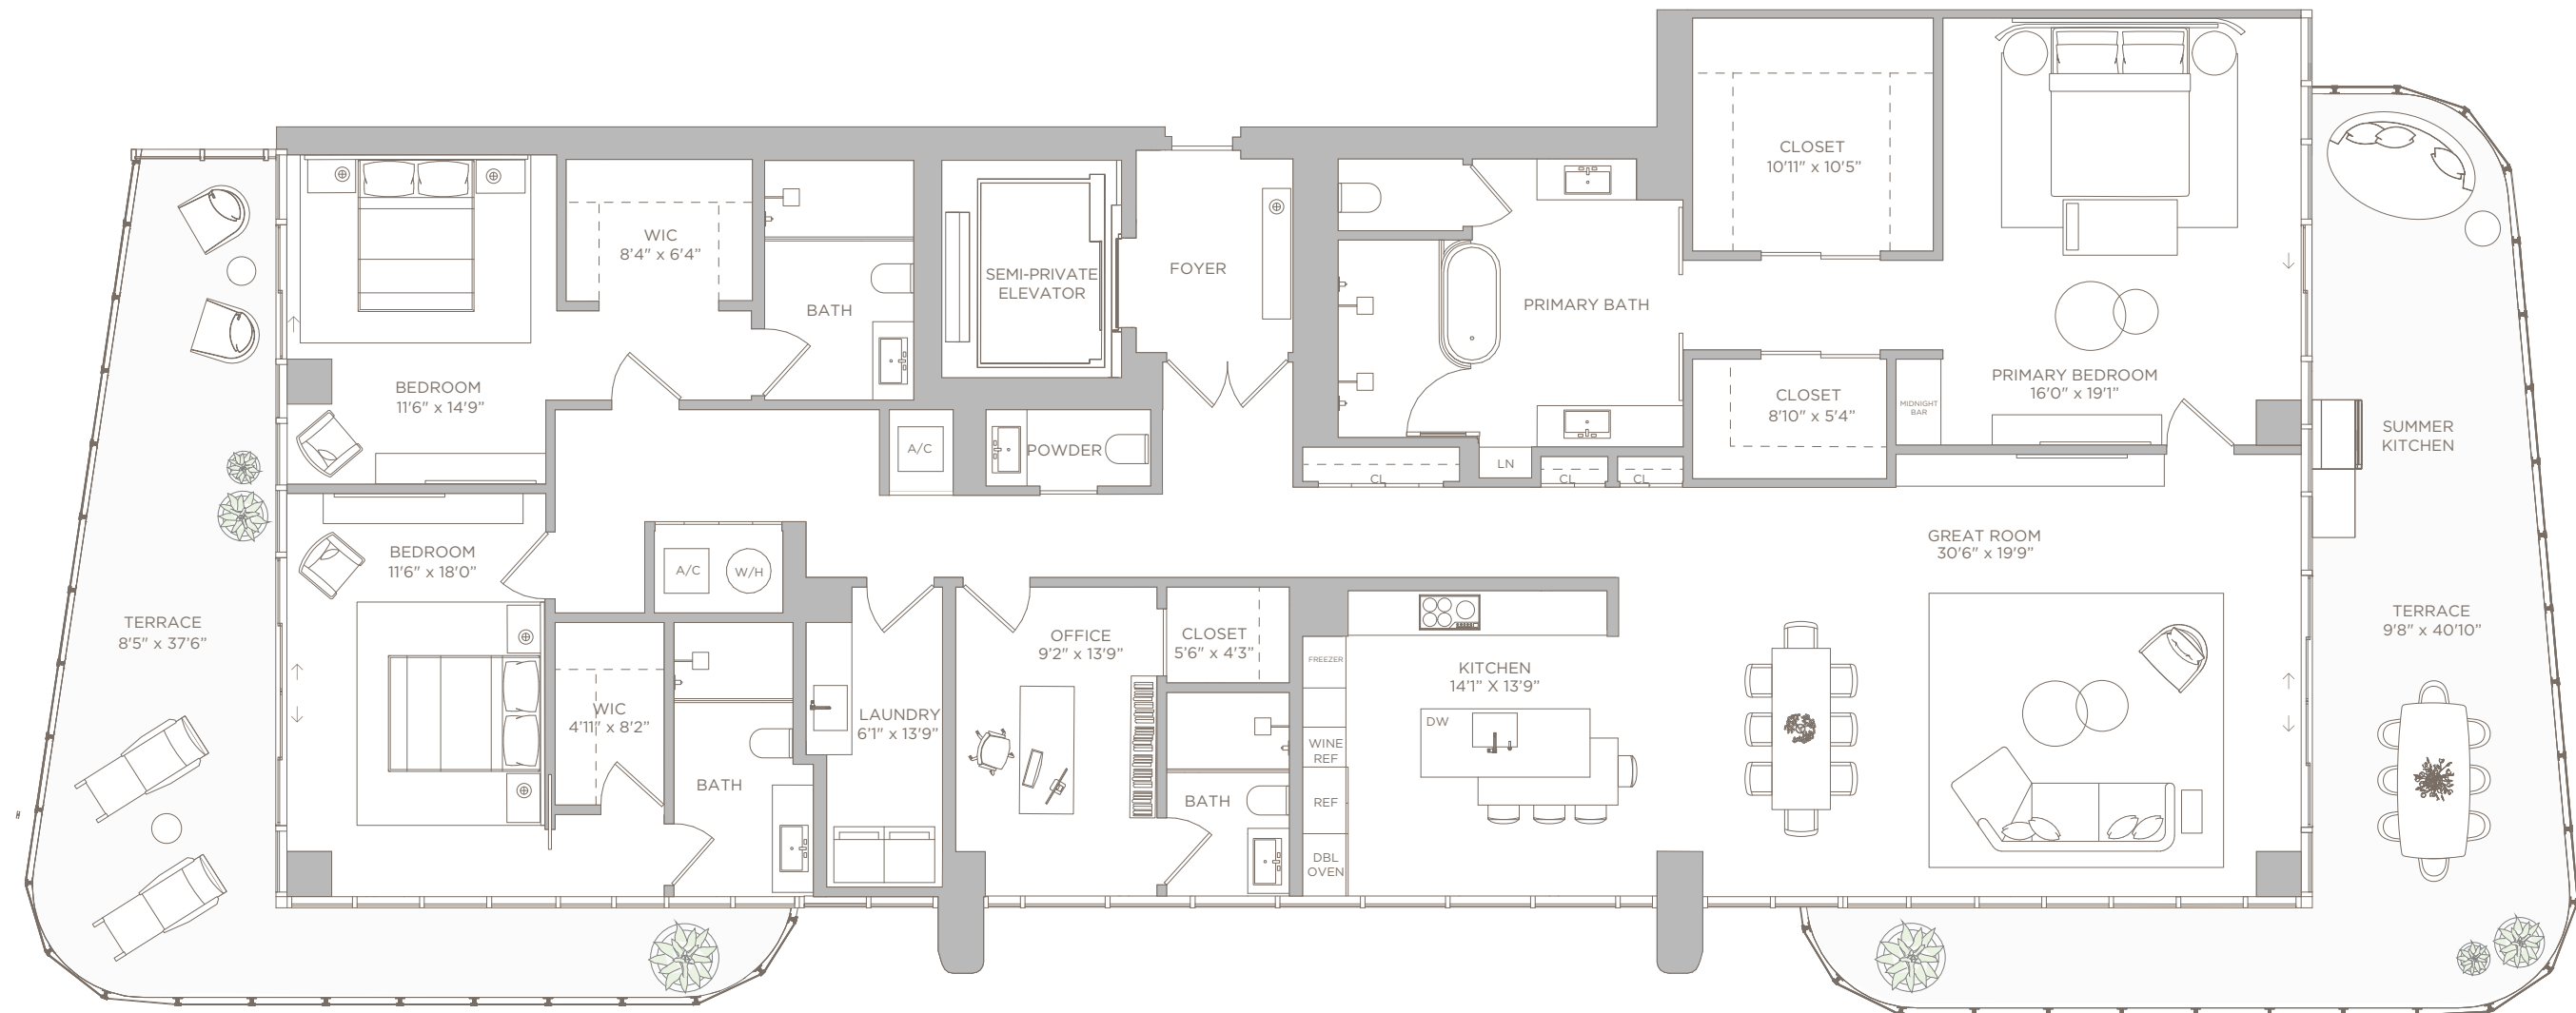 CLOSET
10'11" x 10'5"
WIC
8'4" x 6'4"
SEMI-PRIVATE
ELEVATOR
FOYER
BATH
PRIMARY BATH
BEDROOM
11'6" x 14'9"
PRIMARY BEDROOM
16'0" x 19'1"
CLOSET
8'10" x 5'4"
MIDNIGHT
BAR
SUMMER
KITCHEN
A/C
POWDER
LN
CL
CL
CL
BEDROOM
11'6" x 18'0"
A/C
W/H
GREAT ROOM
30'6" x 19'9"
TERRACE
8'5" x 37'6"
OFFICE
9'2" x 13'9"
CLOSET
5'6" x 4'3"
TERRACE
9'8" x 40'10"
FREEZER
KITCHEN
14'1" X 13'9"
WIC
4'11" x 8'2"
LAUNDRY
6'1" x 13'9"
DW
WINE
REF
BATH
BATH
REF
DBL
OVEN